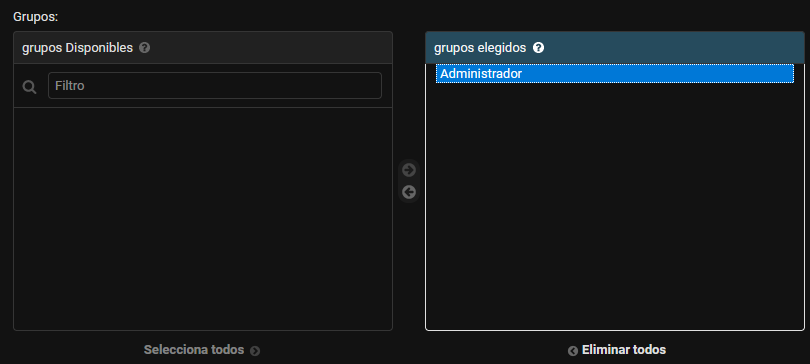 Grupos:
grupos Disponibles
grupos elegidos
Filtro
Administrador
Selecciona todos
Eliminar todos